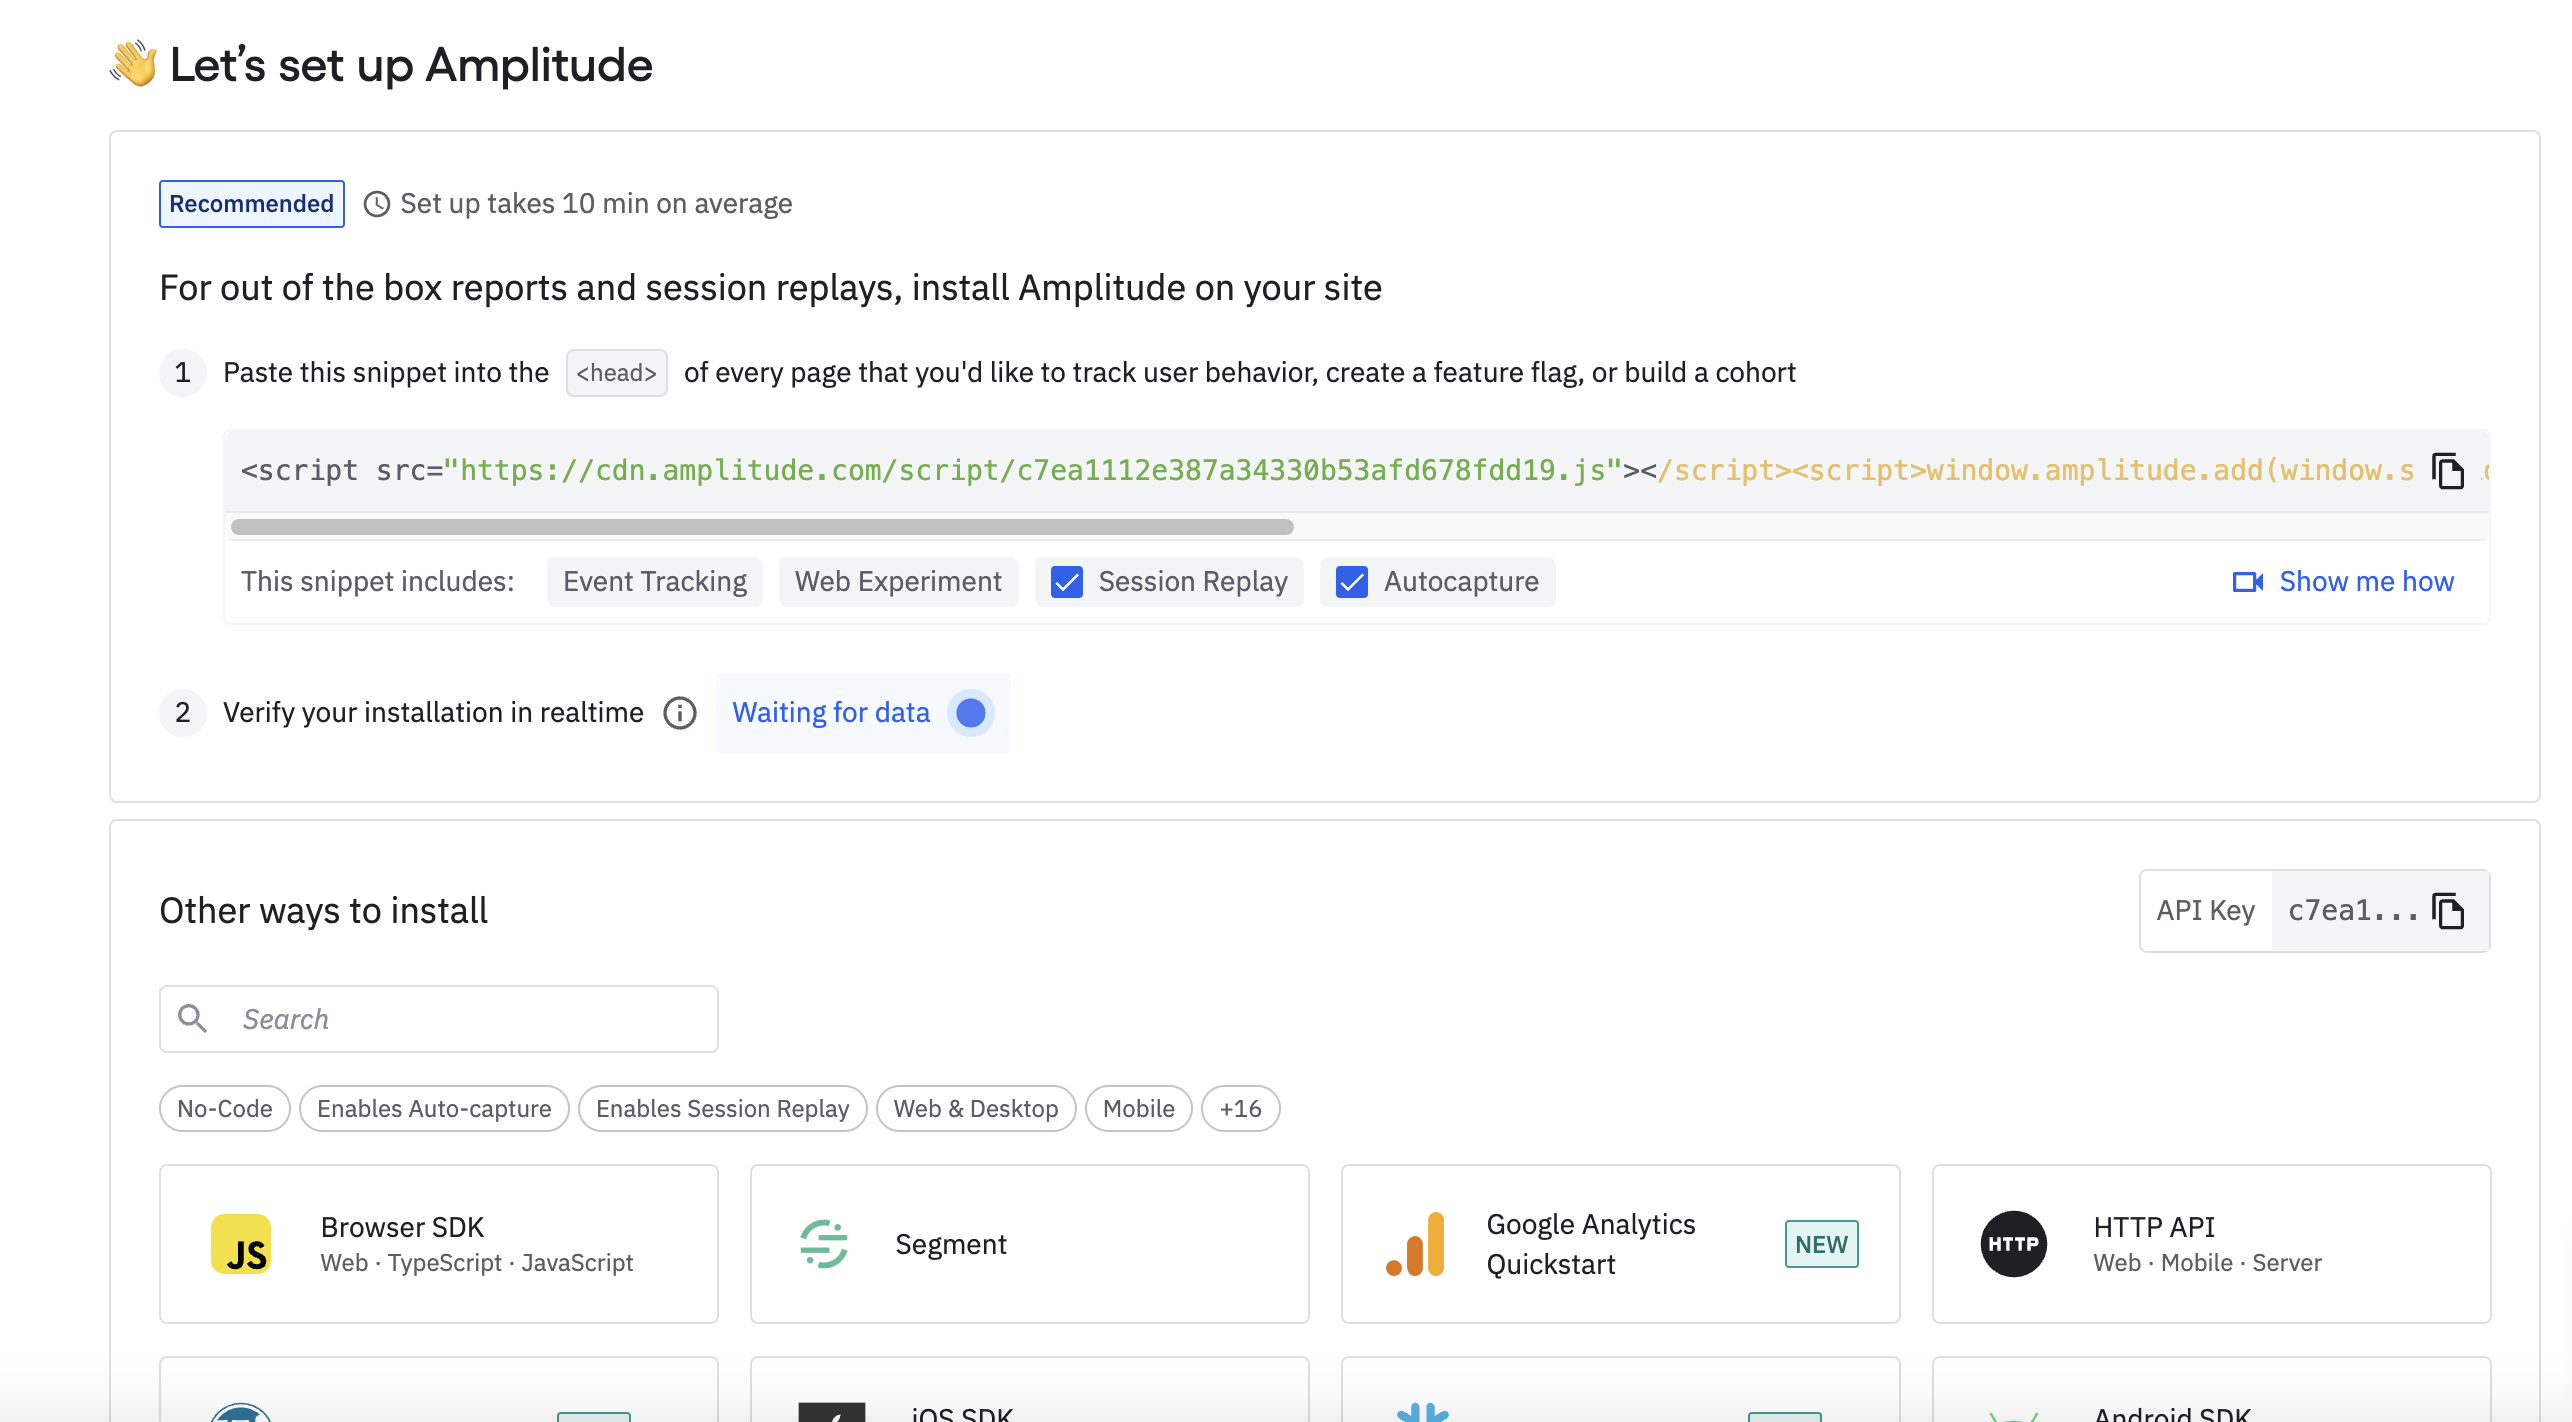 Let's set up Amplitude
Recommended Set up takes 10 min on average
For out of the box reports and session replays, install Amplitude on your site
1 Paste this snippet into the <head> of every page that you'd like to track user behavior, create a feature flag, or build a cohort
<script src="https://cdn.amplitude.com/script/c7ea1112e387a34330b53afd678fdd19.js"></script><script>window.amplitude.add(window.s
This snippet includes: Event Tracking Web Experiment Session Replay Autocapture Show me how
2 Verify your installation in realtime Waiting for data
Other ways to install API Key c7ea1...
Search
No-Code Enables Auto-capture Enables Session Replay Web & Desktop Mobile +16
JS Browser SDK
Web · TypeScript · JavaScript
Segment
Google Analytics
Quickstart
NEW
HTTP HTTP API
Web · Mobile · Server
iOS SDK
Android SDK